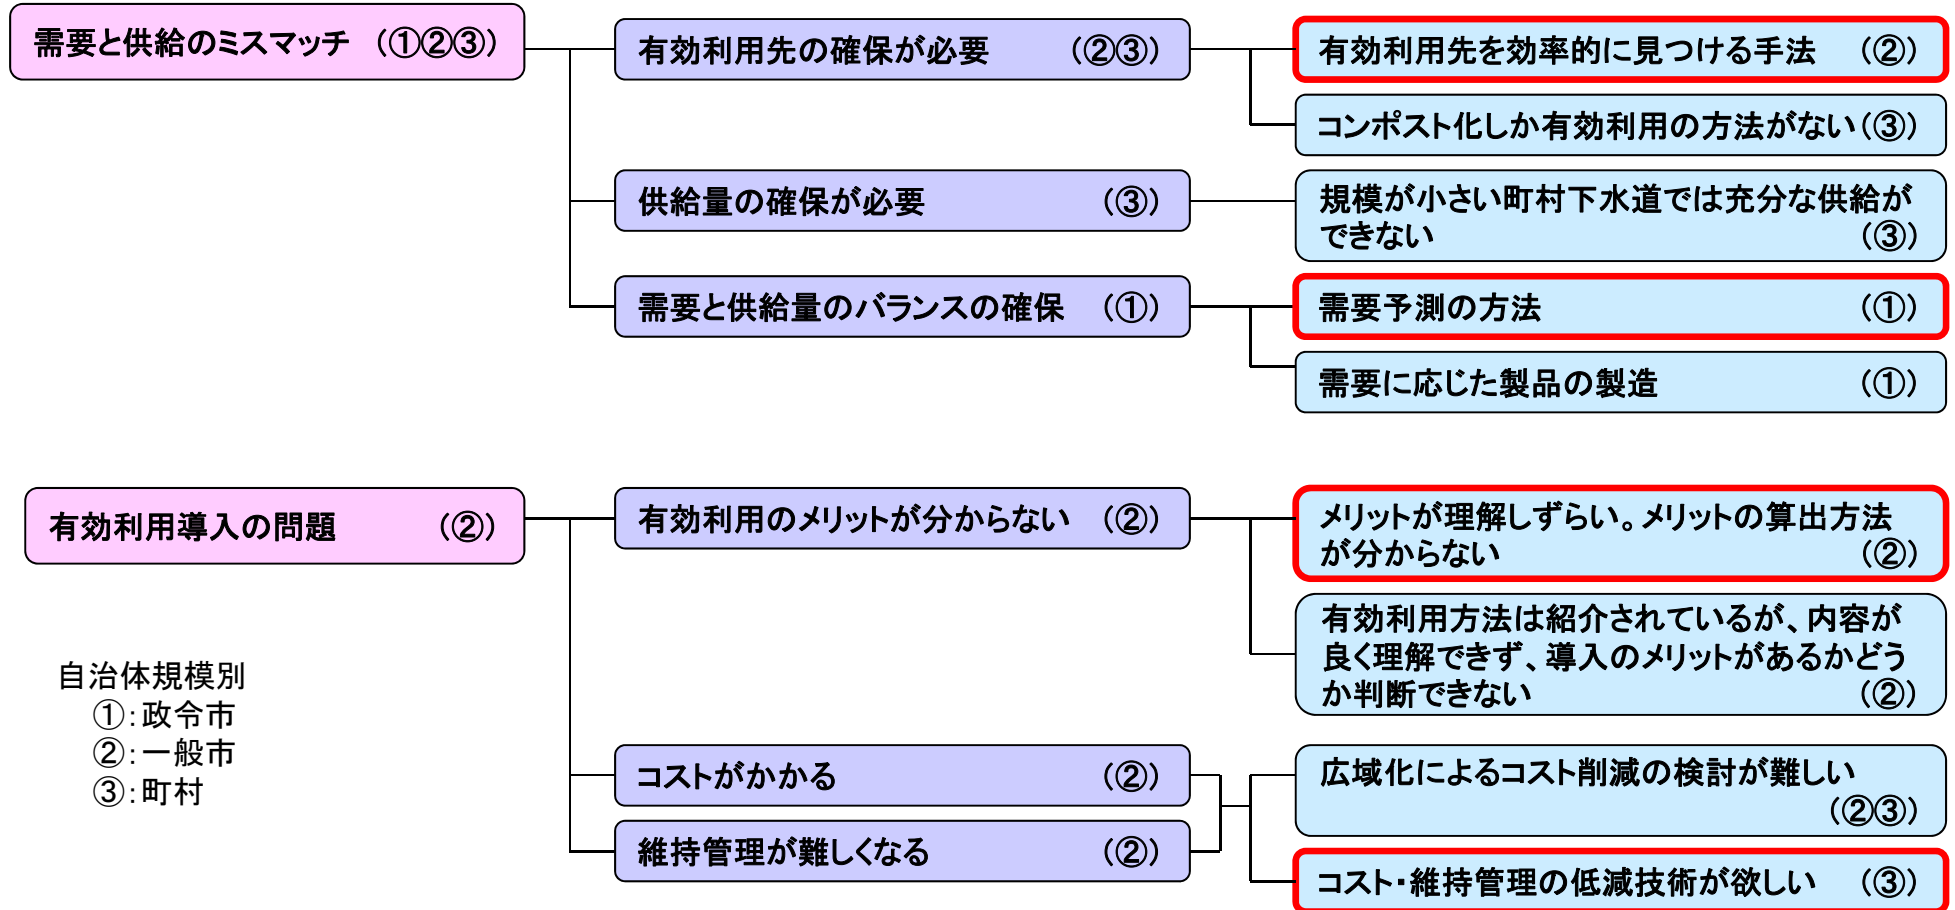 需要と供給のミスマッチ (①②③)
有効利用先の確保が必要 (②③)
有効利用先を効率的に見つける手法 (②)
コンポスト化しか有効利用の方法がない(③)
供給量の確保が必要 (③)
規模が小さい町村下水道では充分な供給が
できない (③)
需要と供給量のバランスの確保 (①)
需要予測の方法 (①)
需要に応じた製品の製造 (①)
有効利用導入の問題 (②)
有効利用のメリットが分からない (②)
メリットが理解しずらい。メリットの算出方法
が分からない (②)
有効利用方法は紹介されているが、内容が
良く理解できず、導入のメリットがあるかどう
か判断できない (②)
コストがかかる (②)
維持管理が難しくなる (②)
広域化によるコスト削減の検討が難しい
(②③)
コスト・維持管理の低減技術が欲しい (③)
自治体規模別
①:政令市
②:一般市
③:町村